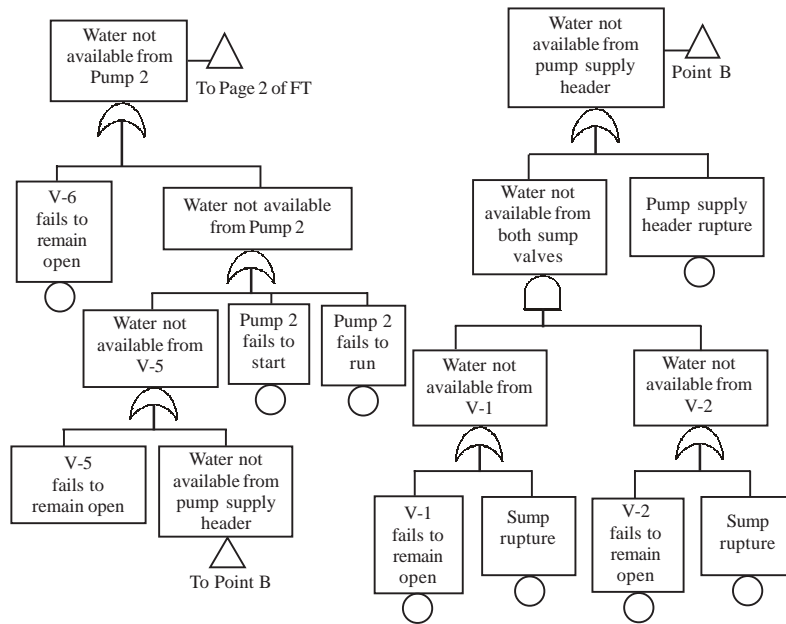 Water not
available from
Pump 2
To Page 2 of FT
V-6
fails to
remain
open
Water not available
from Pump 2
Water not
available from
V-5
Pump 2
fails to
start
Pump 2
fails to
run
V-5
fails to
remain open
Water not
available from
pump supply
header
To Point B
Water not
available from
pump supply
header
Point B
Water not
available from
both sump
valves
Pump supply
header rupture
Water not
available from
V-1
Water not
available from
V-2
V-1
fails to
remain
open
Sump
rupture
V-2
fails to
remain
open
Sump
rupture